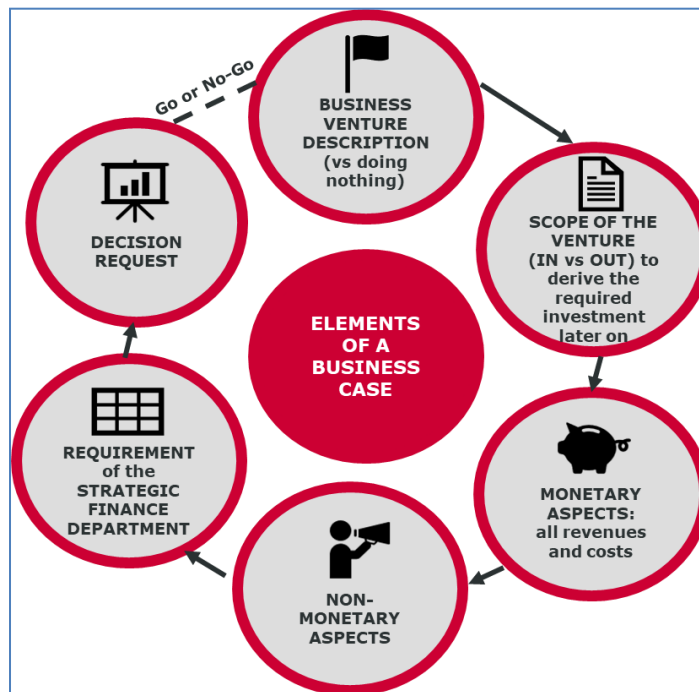 Go or No-Go
BUSINESS
VENTURE
DESCRIPTION
(vs doing
nothing)
SCOPE OF THE
VENTURE
(IN vs OUT) to
derive the
required
investment
later on
MONETARY
ASPECTS:
all revenues
and costs
NON-
MONETARY
ASPECTS
REQUIREMENT
of the
STRATEGIC
FINANCE
DEPARTMENT
DECISION
REQUEST
ELEMENTS
OF A
BUSINESS
CASE